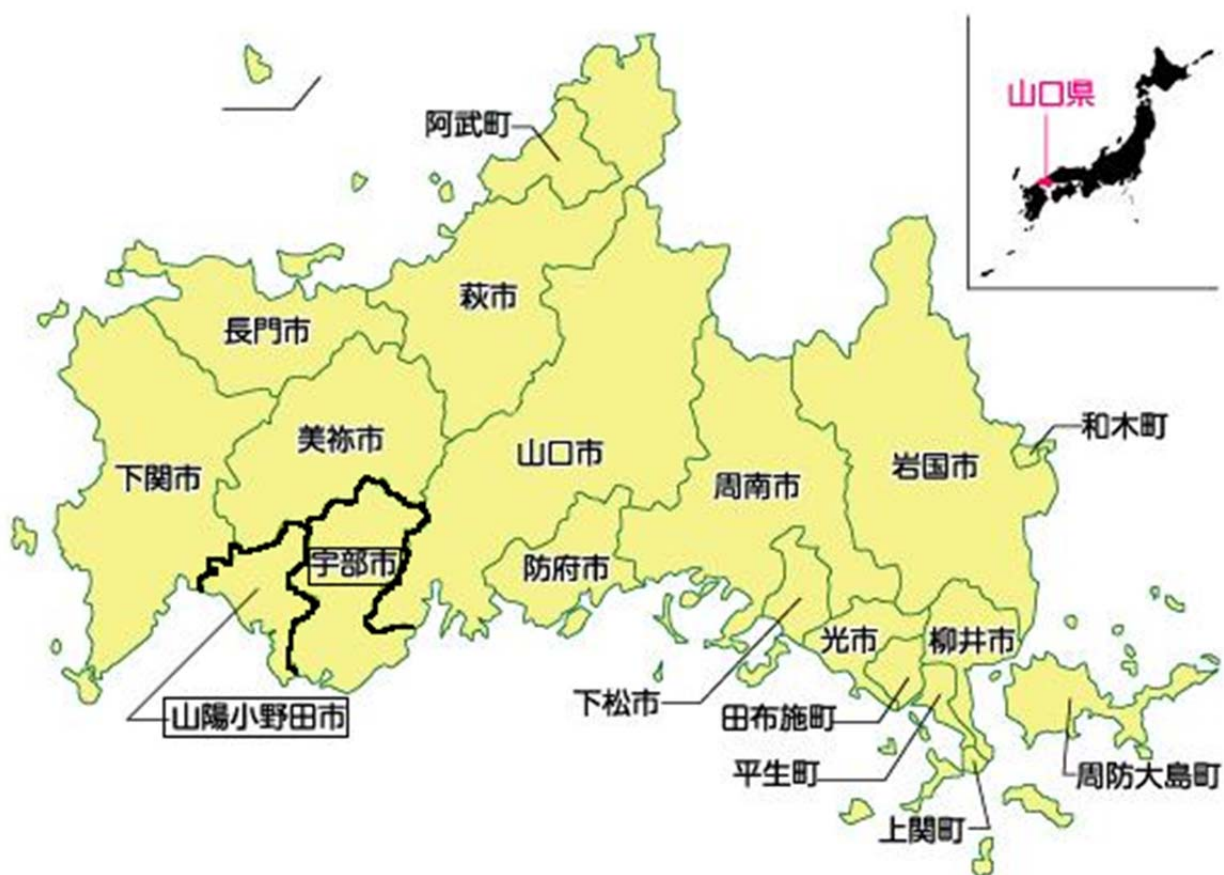 山口県
阿武町
萩市
長門市
美祢市
山口市
下関市
周南市
岩国市
和木町
宇部市
防府市
光市
柳井市
下松市
田布施町
山陽小野田市
平生町
周防大島町
上関町